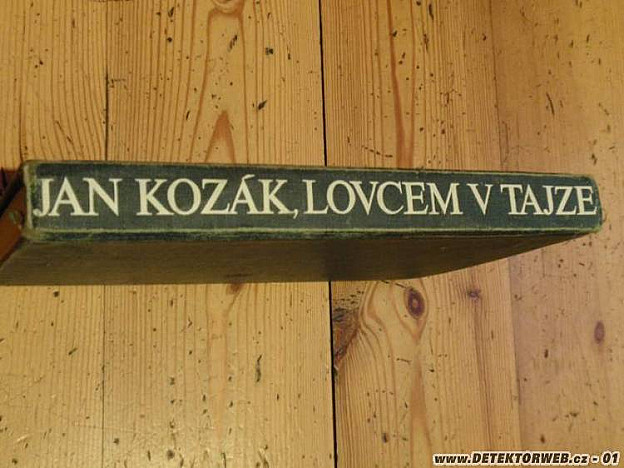 JAN KOZÁK, LOVCEM V TAJZE
www.DETEKTORWEB.cz - 01